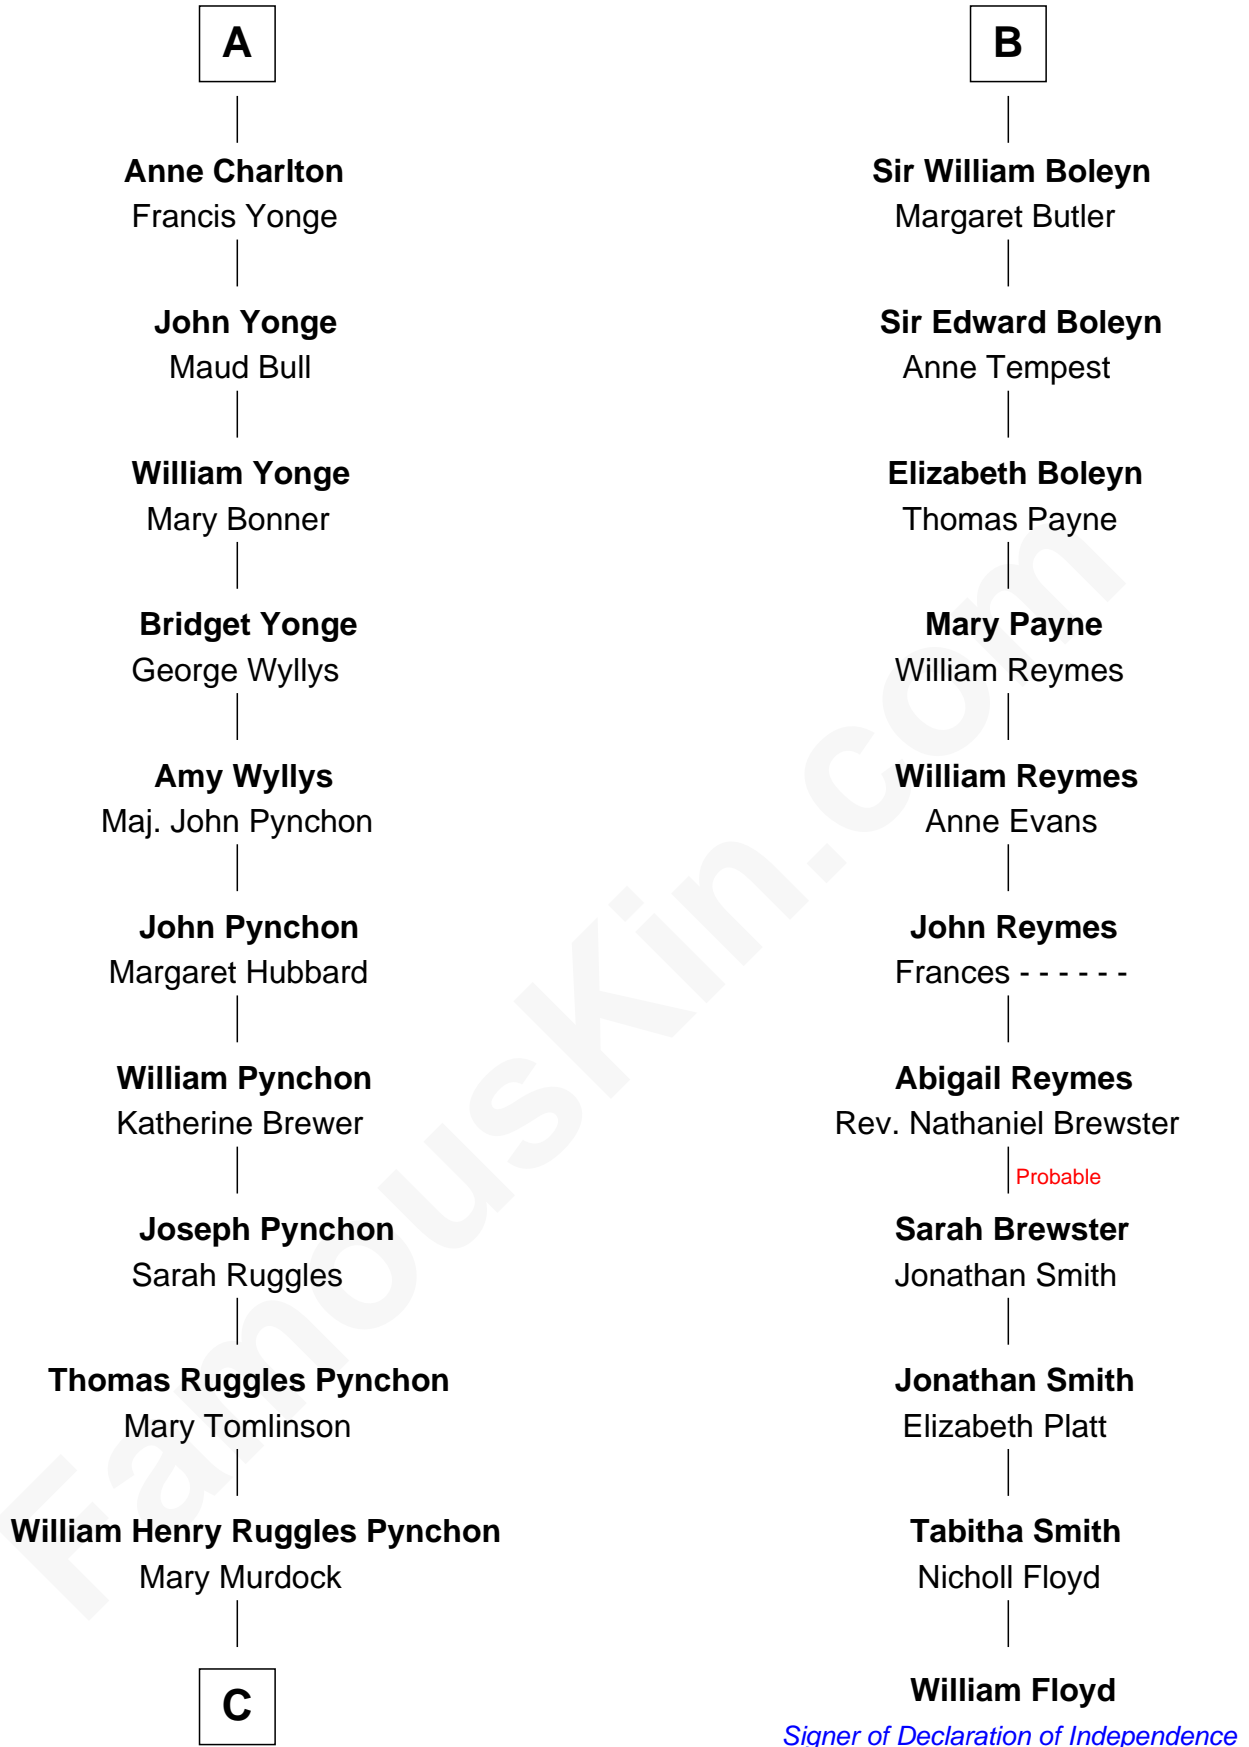 A
Anne Charlton
Francis Yonge
John Yonge
Maud Bull
William Yonge
Mary Bonner
Bridget Yonge
George Wyllys
Amy Wyllys
Maj. John Pynchon
John Pynchon
Margaret Hubbard
William Pynchon
Katherine Brewer
Joseph Pynchon
Sarah Ruggles
Thomas Ruggles Pynchon
Mary Tomlinson
William Henry Ruggles Pynchon
Mary Murdock
C
B
Sir William Boleyn
Margaret Butler
Sir Edward Boleyn
Anne Tempest
Elizabeth Boleyn
Thomas Payne
Mary Payne
William Reymes
William Reymes
Anne Evans
John Reymes
Frances - - - - - -
Abigail Reymes
Rev. Nathaniel Brewster
Probable
Sarah Brewster
Jonathan Smith
Jonathan Smith
Elizabeth Platt
Tabitha Smith
Nicholl Floyd
William Floyd
Signer of Declaration of Independence
FamousKin.com